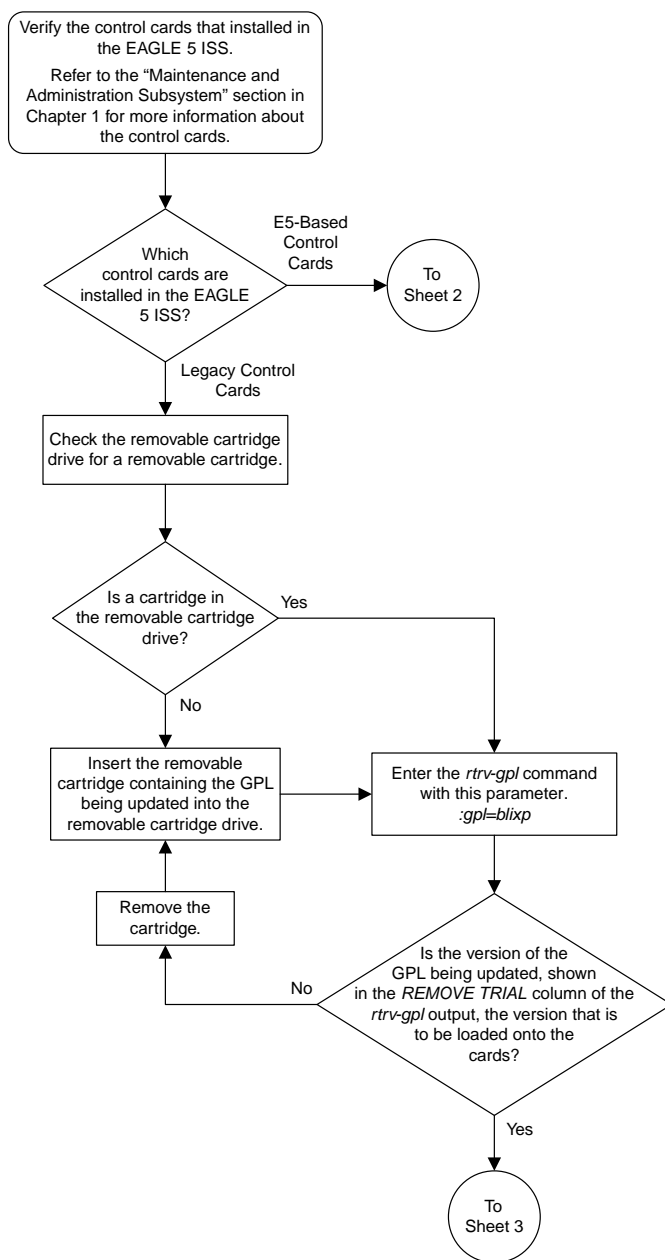 Verify the control cards that installed in
the EAGLE 5 ISS.
Refer to the “Maintenance and
Administration Subsystem” section in
Chapter 1 for more information about
the control cards.
Which
control cards are
installed in the EAGLE
5 ISS?
E5-Based
Control
Cards
To
Sheet 2
Legacy Control
Cards
Check the removable cartridge
drive for a removable cartridge.
Is a cartridge in
the removable cartridge
drive?
Yes
No
Insert the removable
cartridge containing the GPL
being updated into the
removable cartridge drive.
Enter the rtrv-gpl command
with this parameter.
:gpl=blixp
Remove the
cartridge.
Is the version of the
GPL being updated, shown
in the REMOVE TRIAL column of the
rtrv-gpl output, the version that is
to be loaded onto the
cards?
No
Yes
To
Sheet 3